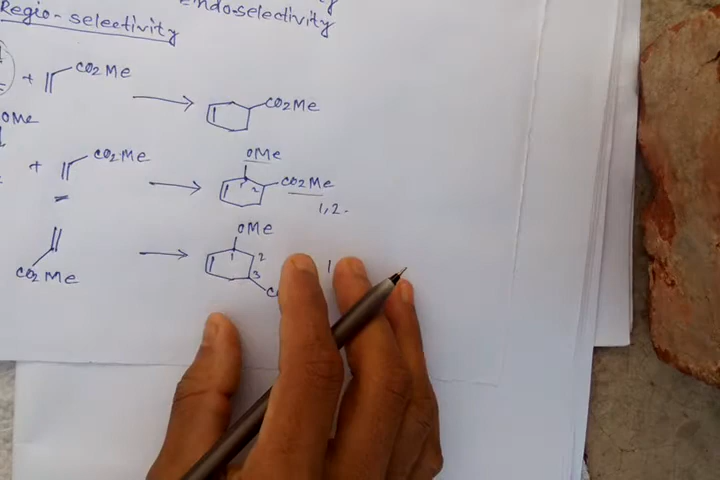 Endoselectivity
Regio-selectivity
+ CO2Me → CO2Me
OMe
+ CO2Me → OMe 1 2 CO2Me
1,2-
CO2Me → OMe 1 2 3